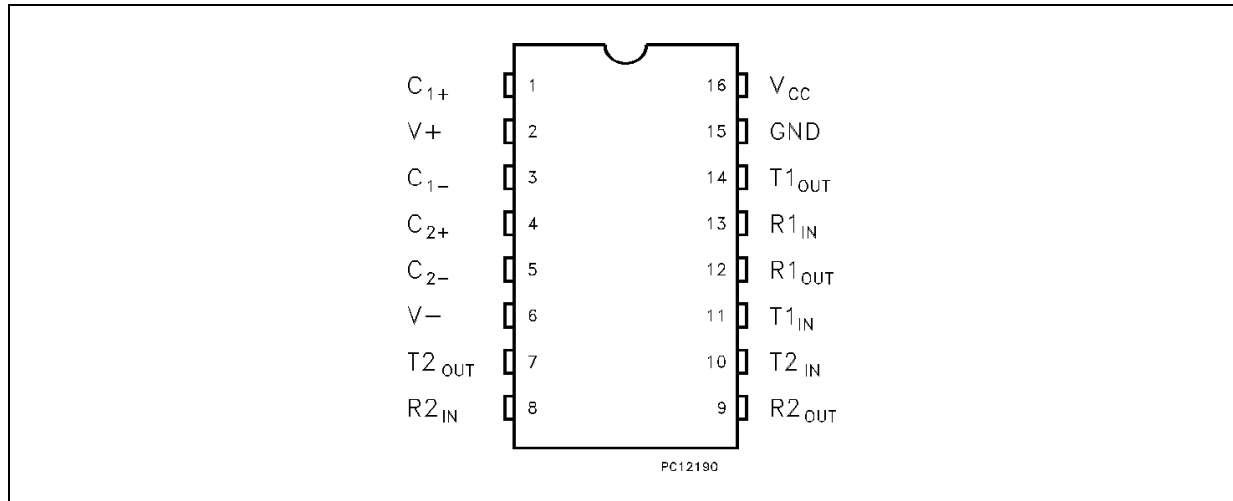 C1+ 1 16 VCC
V+ 2 15 GND
C1− 3 14 T1OUT
C2+ 4 13 R1IN
C2− 5 12 R1OUT
V− 6 11 T1IN
T2OUT 7 10 T2IN
R2IN 8 9 R2OUT
PC12190